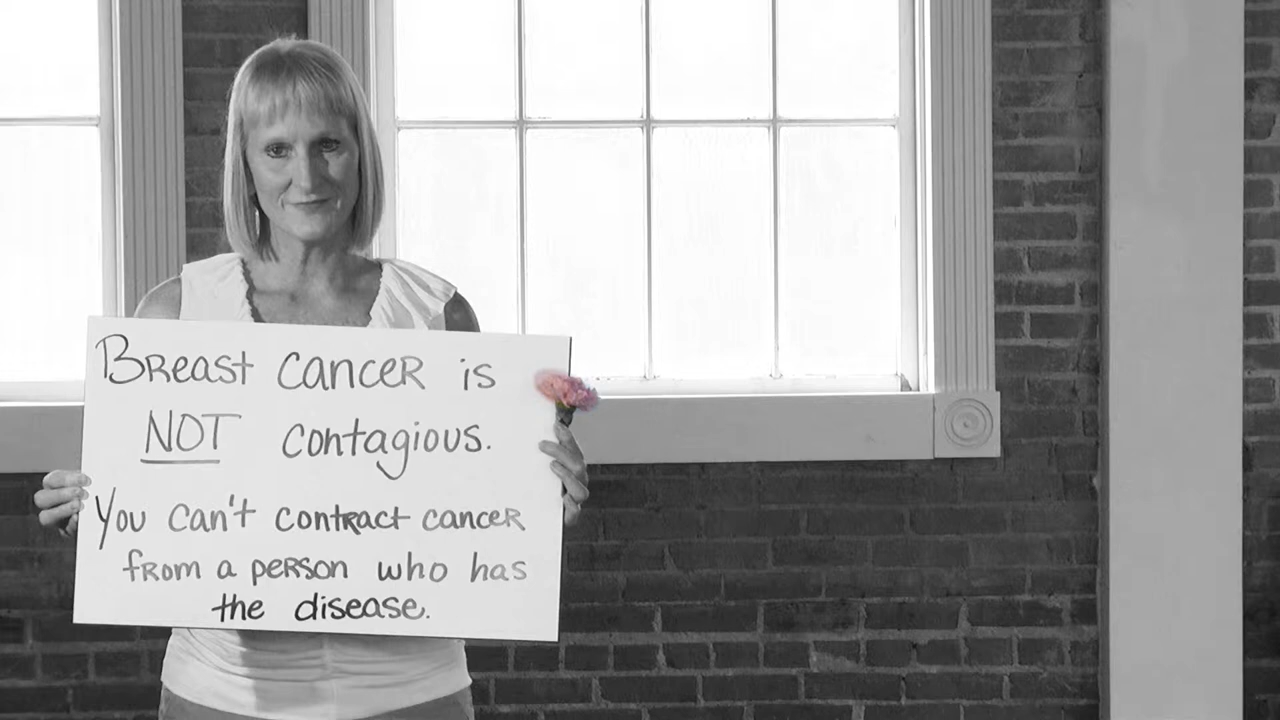 Breast cancer is
NOT contagious.
You can't contract cancer
from a person who has
the disease.